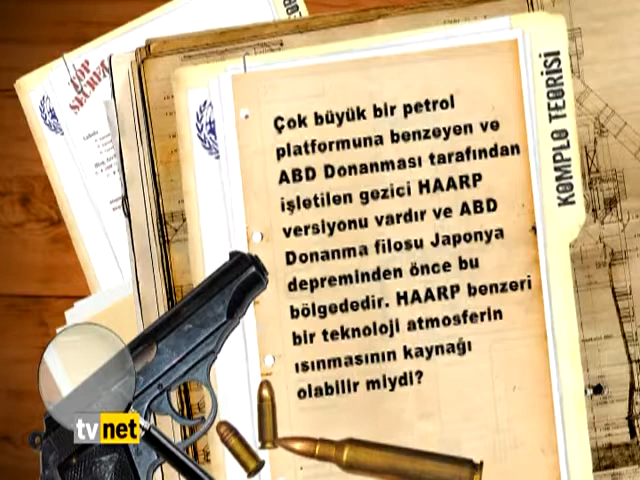 TOP
SECRET
KOMPLO TEORİSİ
Çok büyük bir petrol
platformuna benzeyen ve
ABD Donanması tarafından
işletilen gezici HAARP
versiyonu vardır ve ABD
Donanma filosu Japonya
depreminden önce bu
bölgededir. HAARP benzeri
bir teknoloji atmosferin
ısınmasının kaynağı
olabilir miydi?
tvnet